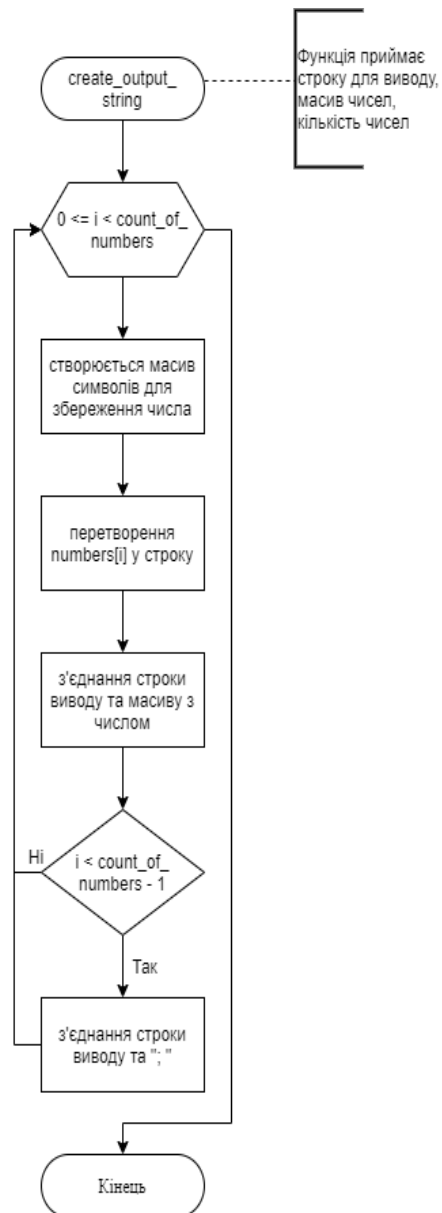 create_output_
string
Функція приймає
строку для виводу,
масив чисел,
кількість чисел
0 <= i < count_of_
numbers
створюється масив
символів для
збереження числа
перетворення
numbers[i] у строку
з'єднання строки
виводу та масиву з
числом
Ні
i < count_of_
numbers - 1
Так
з'єднання строки
виводу та "; "
Кінець